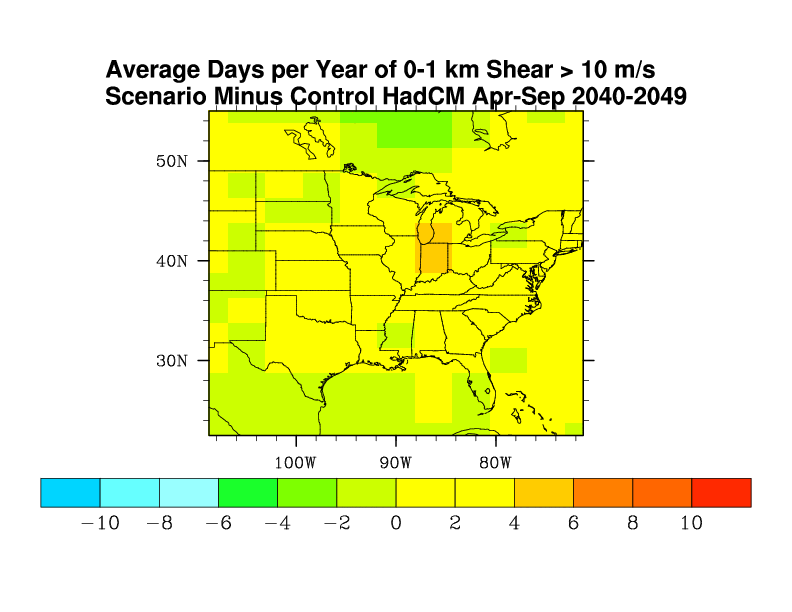 Average Days per Year of 0-1 km Shear > 10 m/s
Scenario Minus Control HadCM Apr-Sep 2040-2049
50N
40N
30N
100W 90W 80W
−10 −8 −6 −4 −2 0 2 4 6 8 10